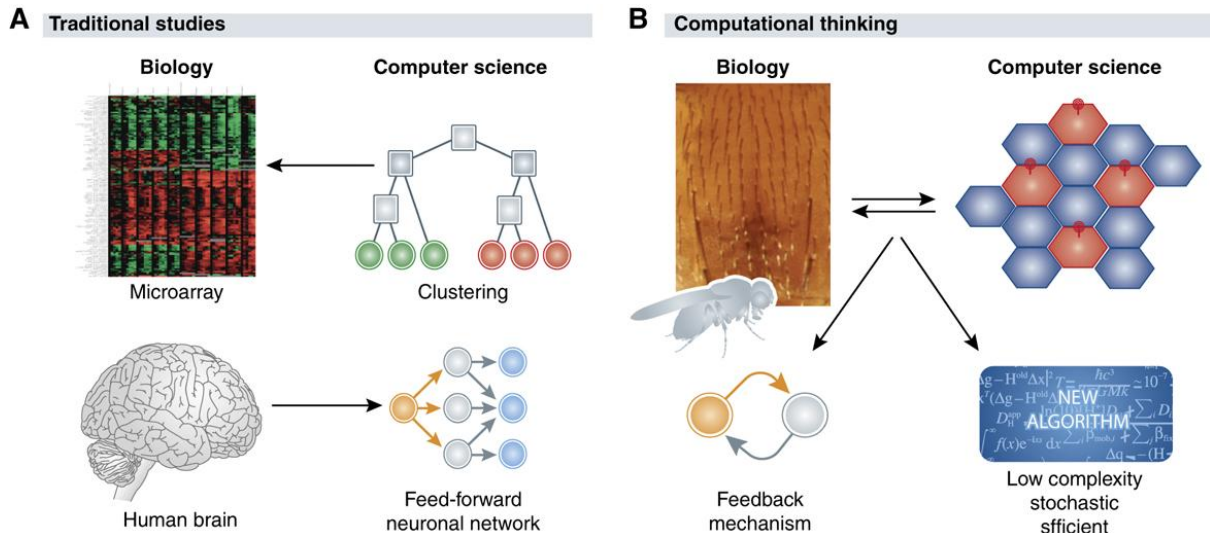 A Traditional studies
Biology
Computer science
Microarray
Clustering
Human brain
Feed-forward
neuronal network
B Computational thinking
Biology
Computer science
Feedback
mechanism
NEW
ALGORITHM
Low complexity
stochastic
sfficient